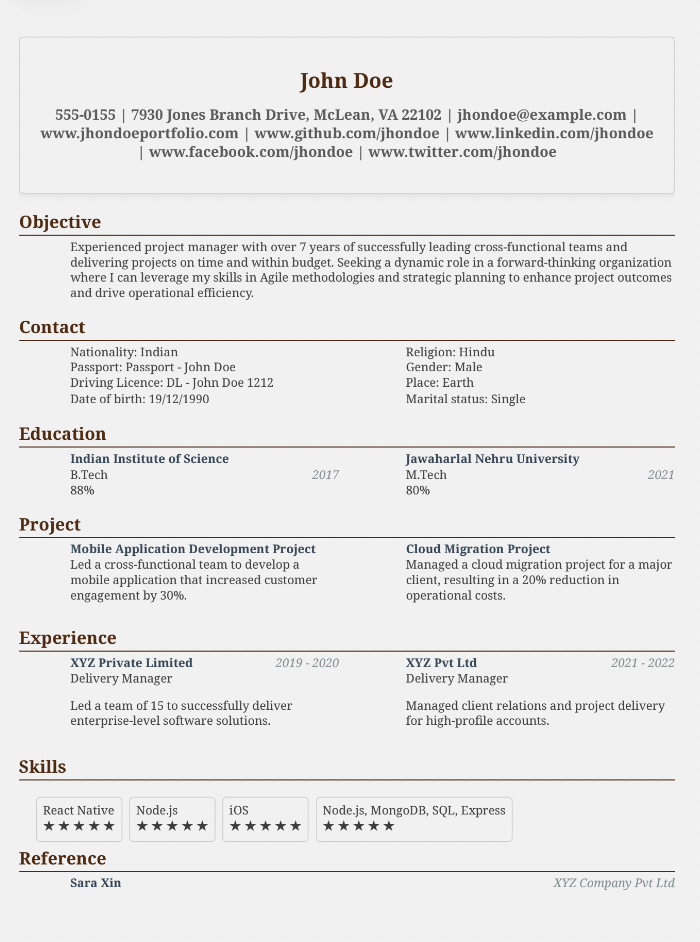 John Doe
555-0155 | 7930 Jones Branch Drive, McLean, VA 22102 | jhondoe@example.com |
www.jhondoeportfolio.com | www.github.com/jhondoe | www.linkedin.com/jhondoe
| www.facebook.com/jhondoe | www.twitter.com/jhondoe
Objective
Experienced project manager with over 7 years of successfully leading cross-functional teams and
delivering projects on time and within budget. Seeking a dynamic role in a forward-thinking organization
where I can leverage my skills in Agile methodologies and strategic planning to enhance project outcomes
and drive operational efficiency.
Contact
Nationality: Indian
Passport: Passport - John Doe
Driving Licence: DL - John Doe 1212
Date of birth: 19/12/1990
Religion: Hindu
Gender: Male
Place: Earth
Marital status: Single
Education
Indian Institute of Science
B.Tech 2017
88%
Jawaharlal Nehru University
M.Tech 2021
80%
Project
Mobile Application Development Project
Led a cross-functional team to develop a
mobile application that increased customer
engagement by 30%.
Cloud Migration Project
Managed a cloud migration project for a major
client, resulting in a 20% reduction in
operational costs.
Experience
XYZ Private Limited 2019 - 2020
Delivery Manager
Led a team of 15 to successfully deliver
enterprise-level software solutions.
XYZ Pvt Ltd 2021 - 2022
Delivery Manager
Managed client relations and project delivery
for high-profile accounts.
Skills
React Native
★★★★★
Node.js
★★★★★
iOS
★★★★★
Node.js, MongoDB, SQL, Express
★★★★★
Reference
Sara Xin XYZ Company Pvt Ltd